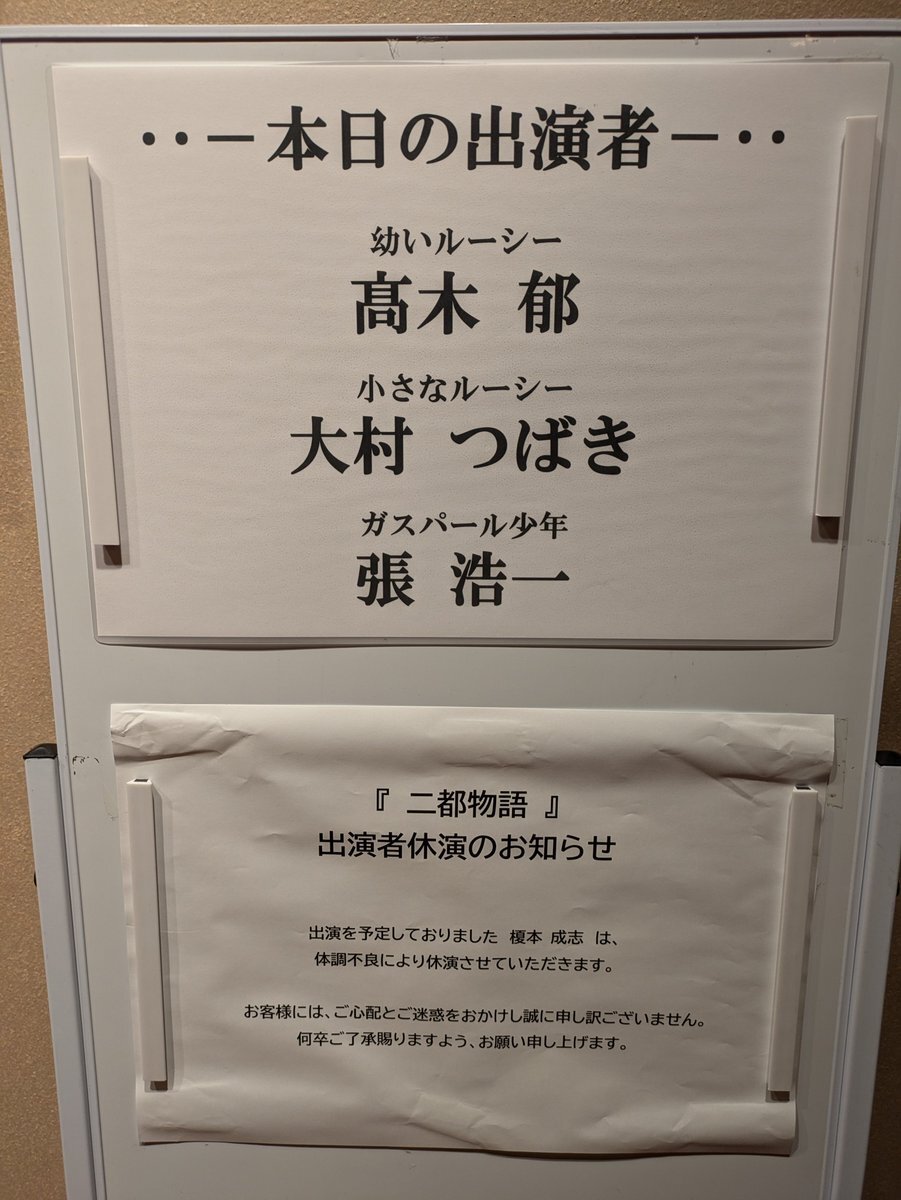 ・・－本日の出演者－・・
幼いルーシー
髙木 郁
小さなルーシー
大村 つばき
ガスパール少年
張 浩一
『 二都物語 』
出演者休演のお知らせ
出演を予定しておりました 榎本 成志 は、
体調不良により休演させていただきます。
お客様には、ご心配とご迷惑をおかけし誠に申し訳ございません。
何卒ご了承賜りますよう、お願い申し上げます。